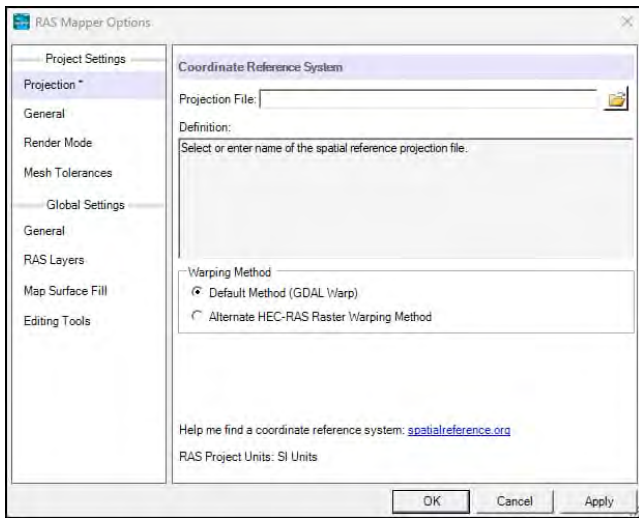 RAS Mapper Options
Project Settings
Projection *
General
Render Mode
Mesh Tolerances
Global Settings
General
RAS Layers
Map Surface Fill
Editing Tools
Coordinate Reference System
Projection File:
Definition:
Select or enter name of the spatial reference projection file.
Warping Method
Default Method (GDAL Warp)
Alternate HEC-RAS Raster Warping Method
Help me find a coordinate reference system: spatialreference.org
RAS Project Units: SI Units
OK
Cancel
Apply